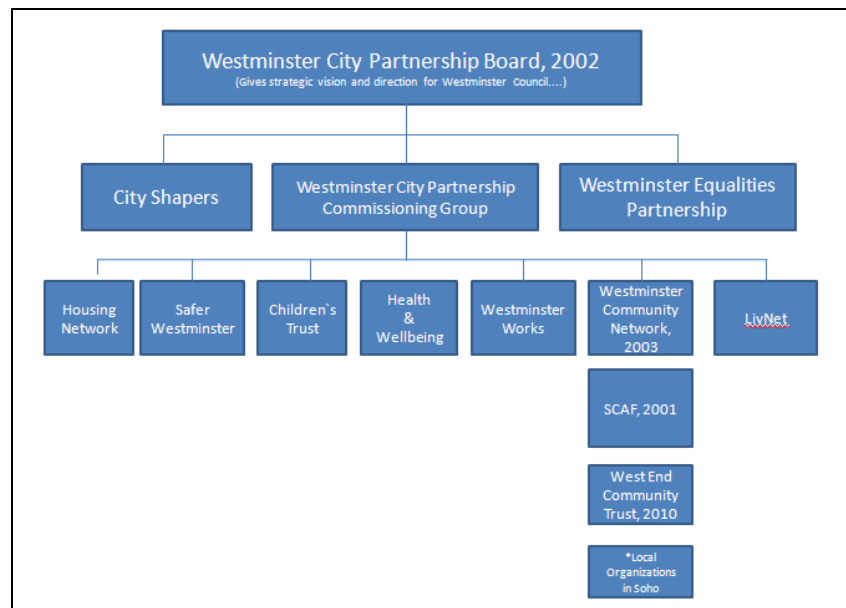 Westminster City Partnership Board, 2002
(Gives strategic vision and direction for Westminster Council....)
City Shapers
Westminster City Partnership
Commissioning Group
Westminster Equalities
Partnership
Housing
Network
Safer
Westminster
Children`s
Trust
Health
&
Wellbeing
Westminster
Works
Westminster
Community
Network,
2003
LivNet
SCAF, 2001
West End
Community
Trust, 2010
*Local
Organizations
in Soho